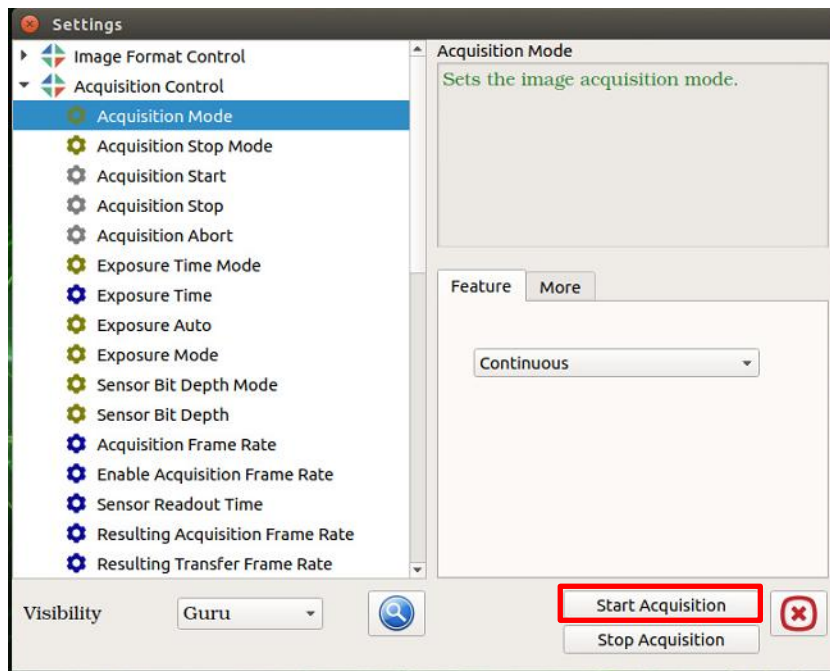 Settings
Image Format Control
Acquisition Control
Acquisition Mode
Acquisition Stop Mode
Acquisition Start
Acquisition Stop
Acquisition Abort
Exposure Time Mode
Exposure Time
Exposure Auto
Exposure Mode
Sensor Bit Depth Mode
Sensor Bit Depth
Acquisition Frame Rate
Enable Acquisition Frame Rate
Sensor Readout Time
Resulting Acquisition Frame Rate
Resulting Transfer Frame Rate
Acquisition Mode
Sets the image acquisition mode.
Feature More
Continuous
Visibility Guru
Start Acquisition
Stop Acquisition